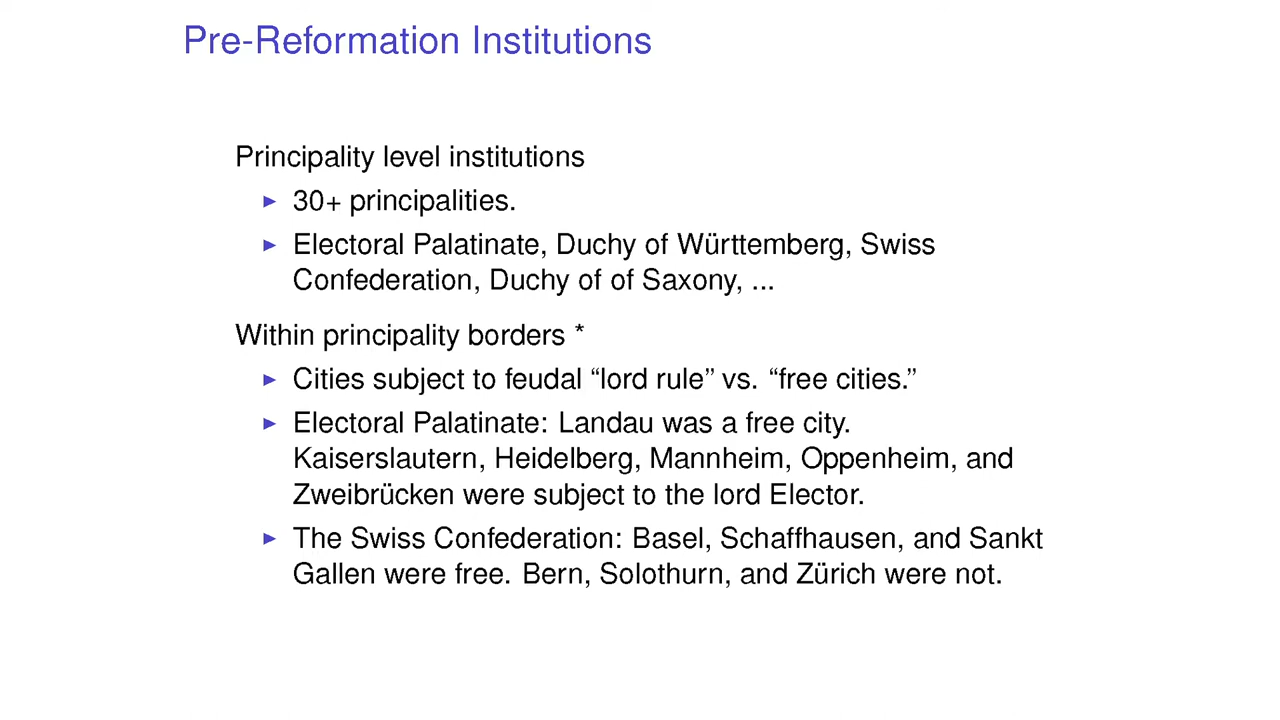 Pre-Reformation Institutions
Principality level institutions
▶ 30+ principalities.
▶ Electoral Palatinate, Duchy of Württemberg, Swiss
Confederation, Duchy of of Saxony, ...
Within principality borders *
▶ Cities subject to feudal “lord rule” vs. “free cities.”
▶ Electoral Palatinate: Landau was a free city.
Kaiserslautern, Heidelberg, Mannheim, Oppenheim, and
Zweibrücken were subject to the lord Elector.
▶ The Swiss Confederation: Basel, Schaffhausen, and Sankt
Gallen were free. Bern, Solothurn, and Zürich were not.